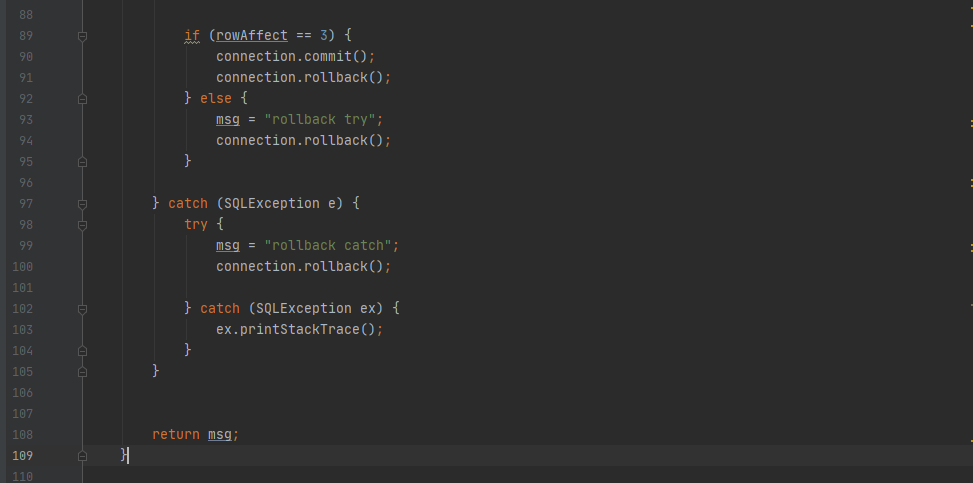 88
89 if (rowAffect == 3) {
90 connection.commit();
91 connection.rollback();
92 } else {
93 msg = "rollback try";
94 connection.rollback();
95 }
96
97 } catch (SQLException e) {
98 try {
99 msg = "rollback catch";
100 connection.rollback();
101
102 } catch (SQLException ex) {
103 ex.printStackTrace();
104 }
105 }
106
107
108 return msg;
109 }
110